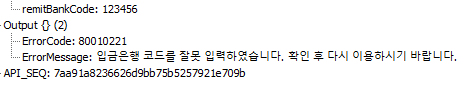 remitBankCode: 123456
Output {} (2)
ErrorCode: 80010221
ErrorMessage: 입금은행 코드를 잘못 입력하였습니다. 확인 후 다시 이용하시기 바랍니다.
API_SEQ: 7aa91a8236626d9bb75b5257921e709b